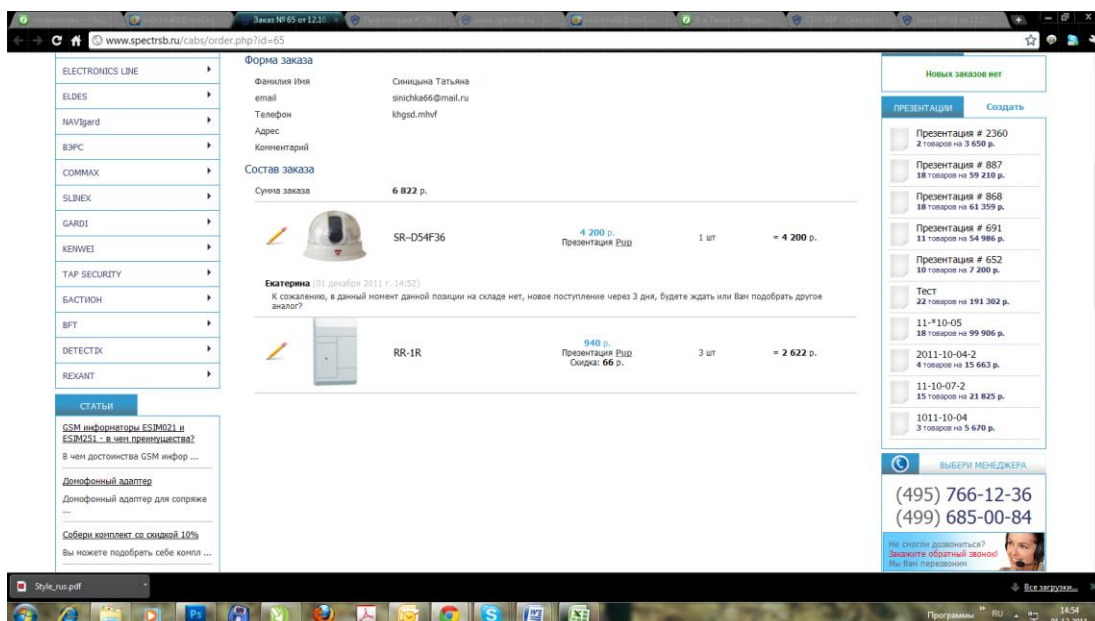 Заказ № 65 от 12.10
www.spectrsb.ru/cabs/order.php?id=65
ELECTRONICS LINE
ELDES
NAVIgard
ВЭРС
COMMAX
SLINEX
GARDI
KENWEI
TAP SECURITY
БАСТИОН
BFT
DETECTIX
REXANT
СТАТЬИ
GSM информаторы ESIM021 и
ESIM251 - в чем преимущества?
В чем достоинства GSM инфор ...
Домофонный адаптер
Домофонный адаптер для сопряже
...
Собери комплект со скидкой 10%
Вы можете подобрать себе компл ...
Форма заказа
Фамилия Имя Синицына Татьяна
email sinichka66@mail.ru
Телефон khgsd.mhvf
Адрес
Комментарий
Состав заказа
Сумма заказа 6 822 р.
SR-D54F36 4 200 р. 1 шт = 4 200 р.
Презентация Pup
Екатерина (01 декабря 2011 г. 14:52)
К сожалению, в данный момент данной позиции на складе нет, новое поступление через 3 дня, будете ждать или Вам подобрать другое
аналог?
940 р.
RR-1R Презентация Pup 3 шт = 2 622 р.
Скидка: 66 р.
Новых заказов нет
ПРЕЗЕНТАЦИИ Создать
Презентация # 2360
2 товаров на 3 650 р.
Презентация # 887
18 товаров на 59 210 р.
Презентация # 868
18 товаров на 61 359 р.
Презентация # 691
11 товаров на 54 986 р.
Презентация # 652
10 товаров на 7 200 р.
Тест
22 товаров на 191 302 р.
11-*10-05
18 товаров на 99 906 р.
2011-10-04-2
4 товаров на 15 663 р.
11-10-07-2
15 товаров на 21 825 р.
1011-10-04
3 товаров на 5 670 р.
ВЫБЕРИ МЕНЕДЖЕРА
(495) 766-12-36
(499) 685-00-84
Не смогли дозвониться?
Закажите обратный звонок!
Мы Вам перезвоним
Style_rus.pdf
Все загрузки...
Ps
Программы RU 14:54
01.12.2011